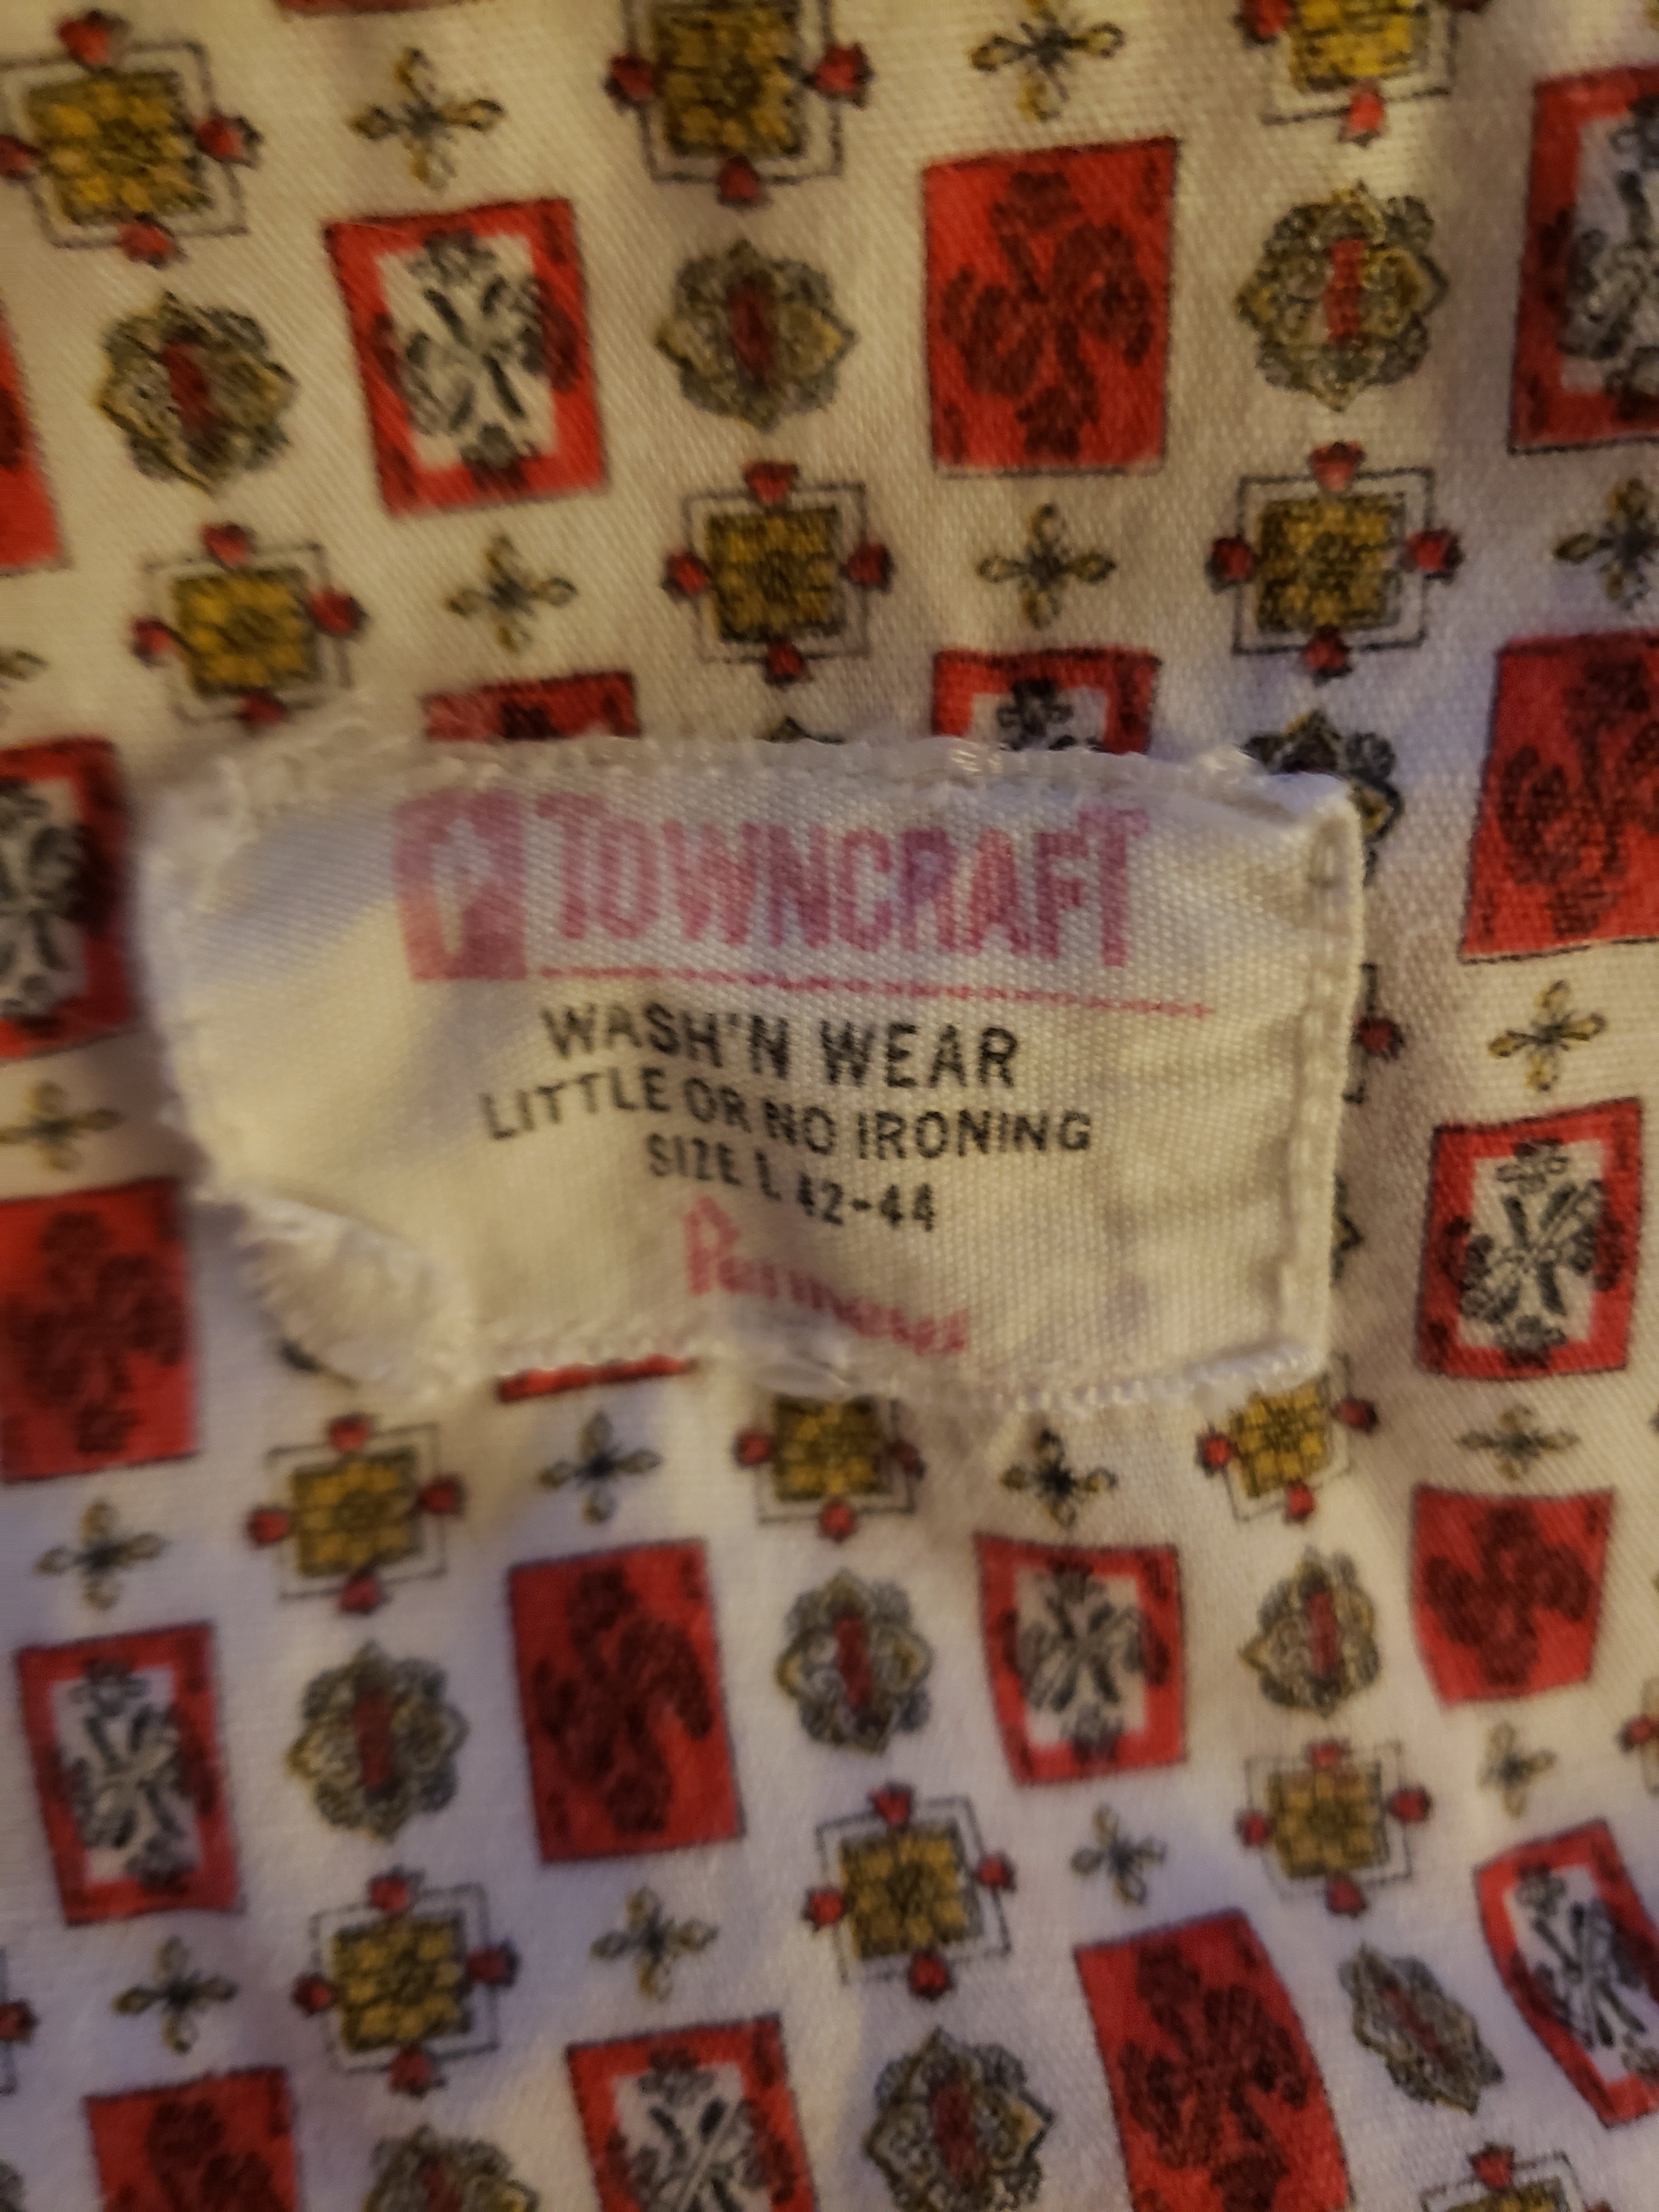 TOWNCRAFT
WASH'N WEAR
LITTLE OR NO IRONING
SIZE L 42-44
Penneys